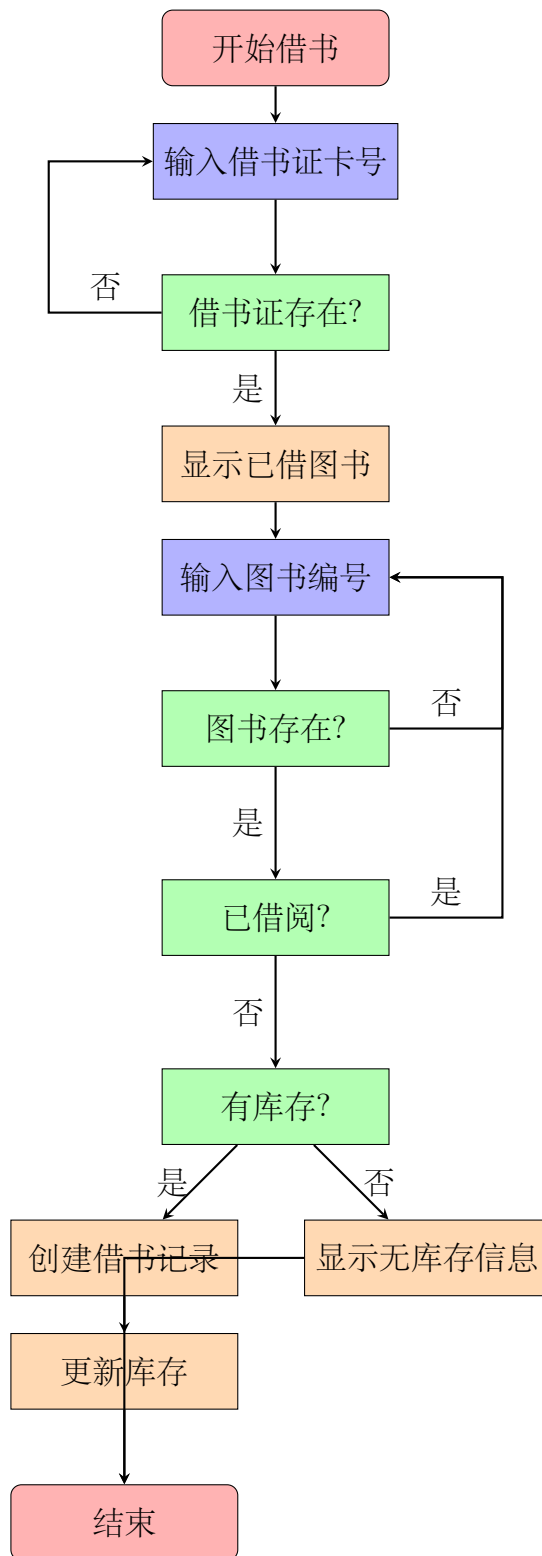 开始借书
输入借书证卡号
否
借书证存在?
是
显示已借图书
输入图书编号
否
图书存在?
是
是
已借阅?
否
有库存?
是
否
创建借书记录
显示无库存信息
更新库存
结束